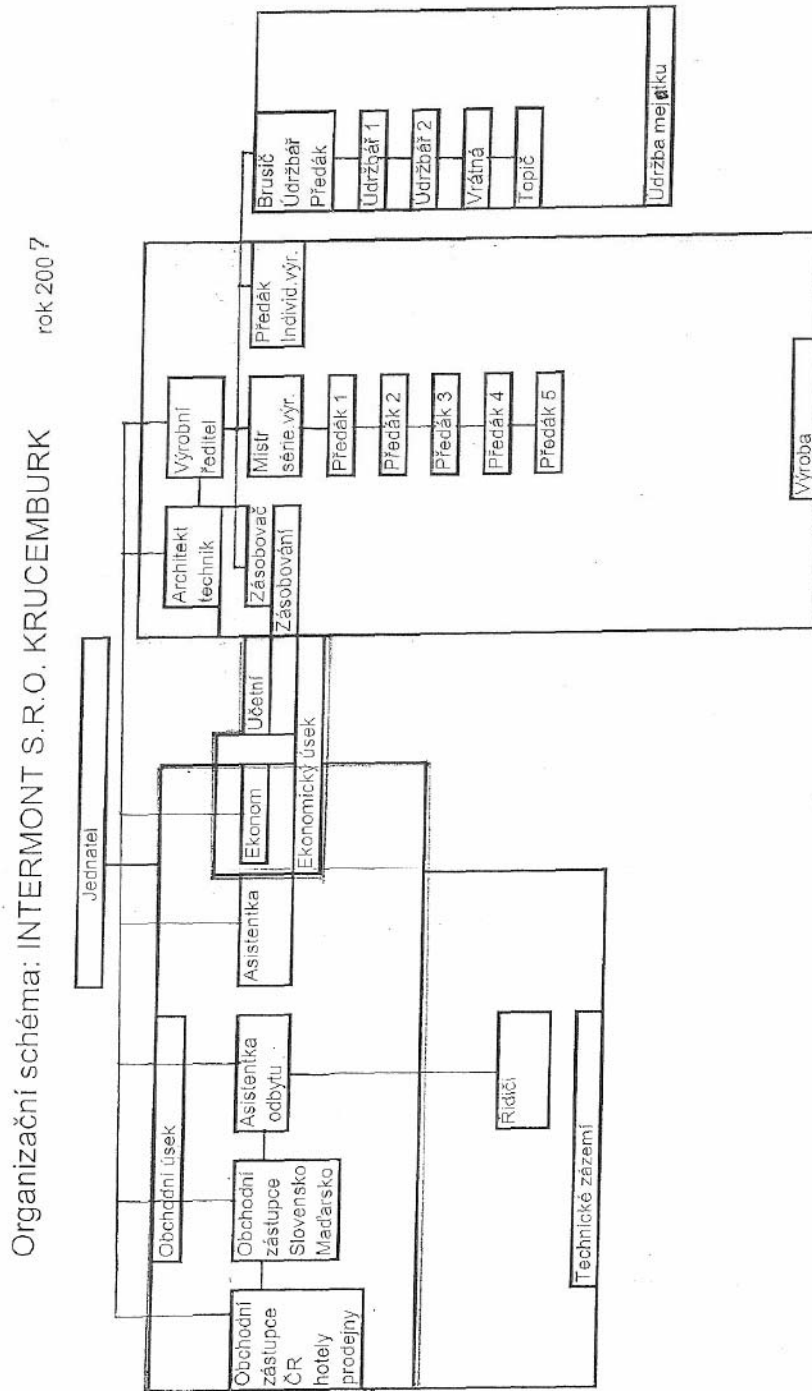 Organizační schéma: INTERMONT S.R.O. KRUCEMBURK
rok 2007
Jednatel
Obchodní úsek
Obchodní
zástupce
ČR
hotely
prodejny
Obchodní
zástupce
Slovensko
Maďarsko
Asistentka
odbytu
Asistentka
Ekonom
Účetní
Ekonomický úsek
Řidiči
Technické zázemí
Architekt
technik
Výrobní
ředitel
Zásobovač
Zásobování
Mistr
série.výr.
Předák
Individ.výr.
Předák 1
Předák 2
Předák 3
Předák 4
Předák 5
Výroba
Brusič
Údržbář
Předák
Údržbář 1
Údržbář 2
Vrátná
Topič
Údržba mejatku